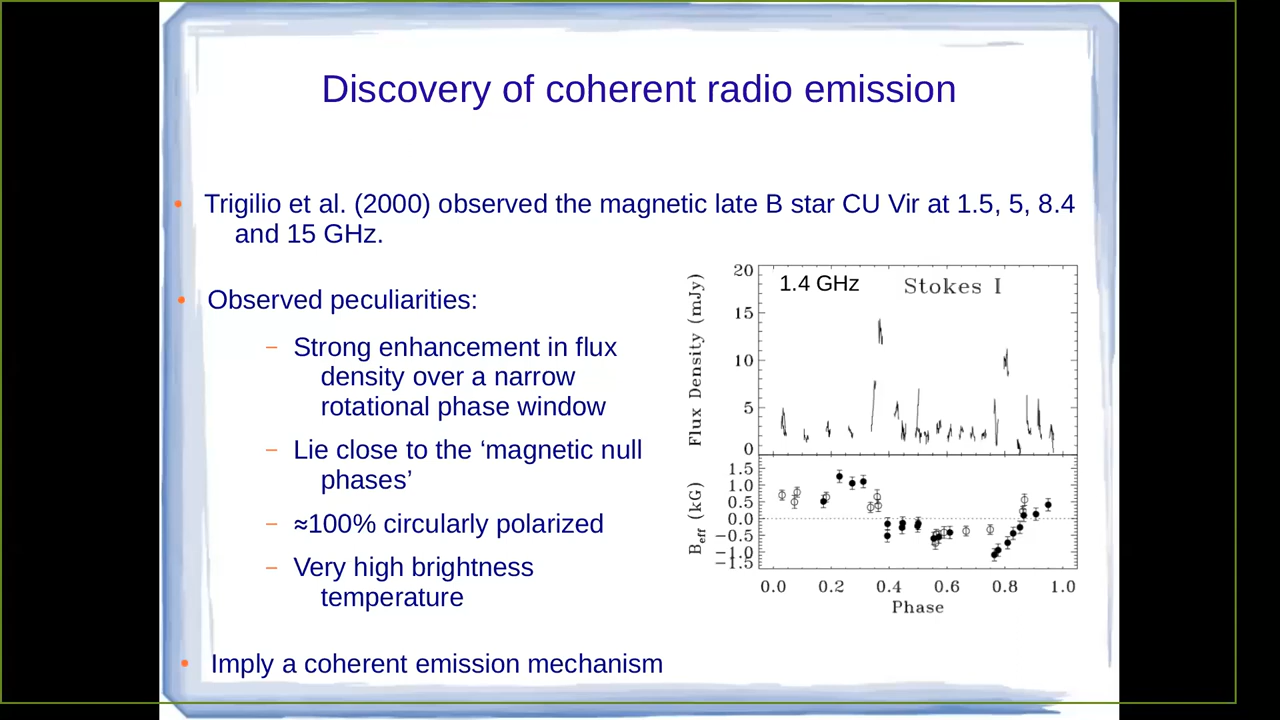 Discovery of coherent radio emission
• Trigilio et al. (2000) observed the magnetic late B star CU Vir at 1.5, 5, 8.4
and 15 GHz.
• Observed peculiarities:
– Strong enhancement in flux
density over a narrow
rotational phase window
– Lie close to the ‘magnetic null
phases’
– ≈100% circularly polarized
– Very high brightness
temperature
• Imply a coherent emission mechanism
1.4 GHz
Stokes I
Flux Density (mJy)
20
15
10
5
0
Beff (kG)
1.5
1.0
0.5
0.0
−0.5
−1.0
−1.5
0.0 0.2 0.4 0.6 0.8 1.0
Phase